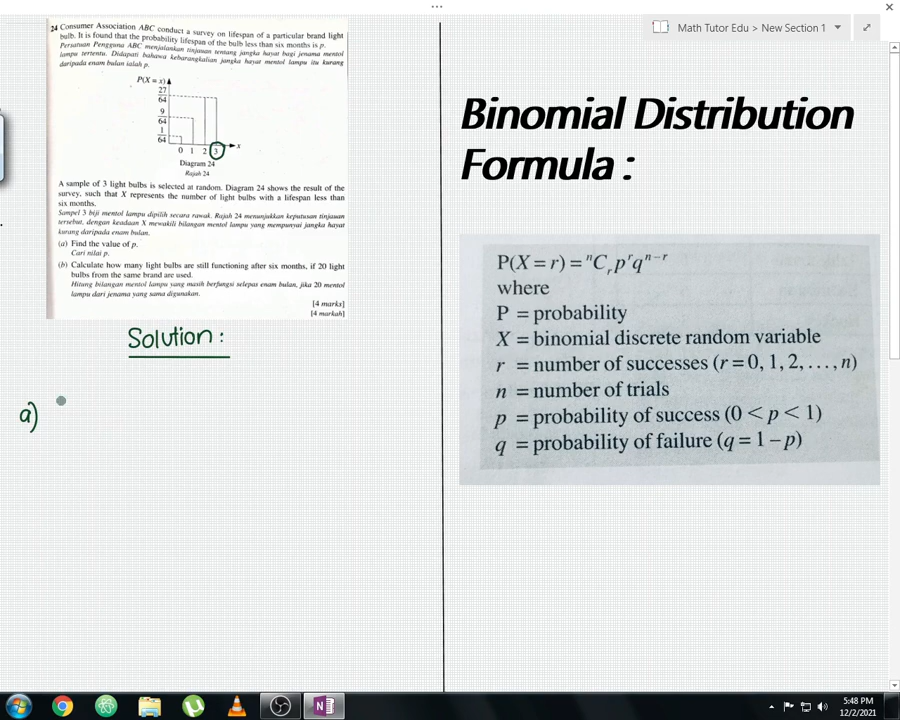 Math Tutor Edu > New Section 1
24 Consumer Association ABC conduct a survey on lifespan of a particular brand light
bulb. It is found that the probability lifespan of the bulb less than six months is p.
Persatuan Pengguna ABC menjalankan tinjauan tentang jangka hayat bagi jenama mentol
lampu tertentu. Didapati bahawa kebarangkalian jangka hayat mentol lampu itu kurang
daripada enam bulan ialah p.
P(X = x)
27
64
9
64
1
64
0 1 2 3 x
Diagram 24
Rajah 24
A sample of 3 light bulbs is selected at random. Diagram 24 shows the result of the
survey, such that X represents the number of light bulbs with a lifespan less than
six months.
Sampel 3 biji mentol lampu dipilih secara rawak. Rajah 24 menunjukkan keputusan tinjauan
tersebut, dengan keadaan X mewakili bilangan mentol lampu yang mempunyai jangka hayat
kurang daripada enam bulan.
(a) Find the value of p.
Cari nilai p.
(b) Calculate how many light bulbs are still functioning after six months, if 20 light
bulbs from the same brand are used.
Hitung bilangan mentol lampu yang masih berfungsi selepas enam bulan, jika 20 mentol
lampu dari jenama yang sama digunakan.
[4 marks]
[4 markah]
Solution :
a)
Binomial Distribution
Formula :
P(X = r) = ⁿCᵣ pʳqⁿ⁻ʳ
where
P = probability
X = binomial discrete random variable
r = number of successes (r = 0, 1, 2, . . . , n)
n = number of trials
p = probability of success (0 < p < 1)
q = probability of failure (q = 1 – p)
5:48 PM
12/2/2021